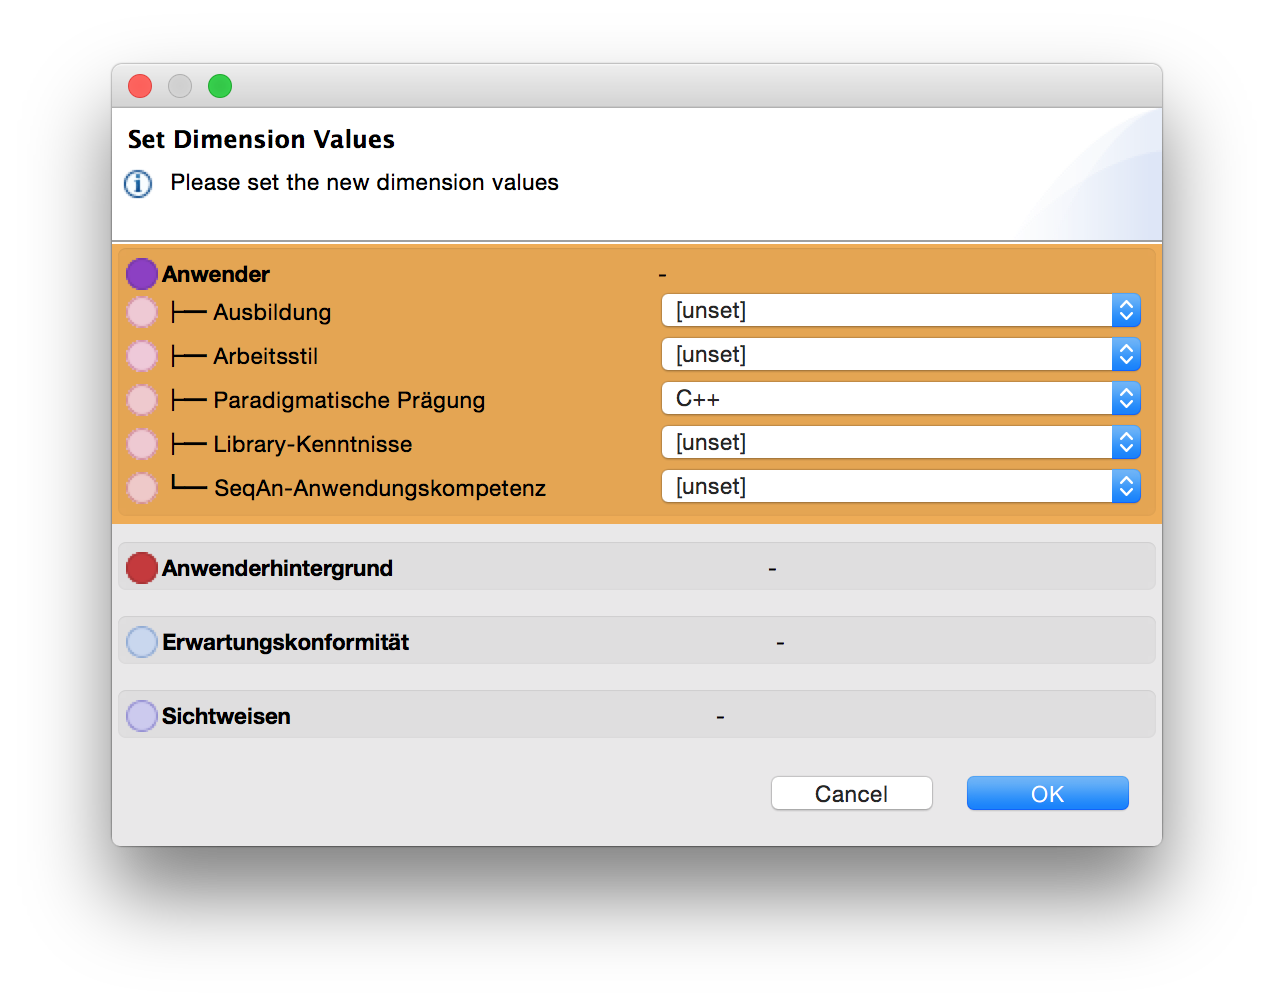 Set Dimension Values
Please set the new dimension values
Anwender -
Ausbildung [unset]
Arbeitsstil [unset]
Paradigmatische Prägung C++
Library-Kenntnisse [unset]
SeqAn-Anwendungskompetenz [unset]
Anwenderhintergrund -
Erwartungskonformität -
Sichtweisen -
Cancel OK